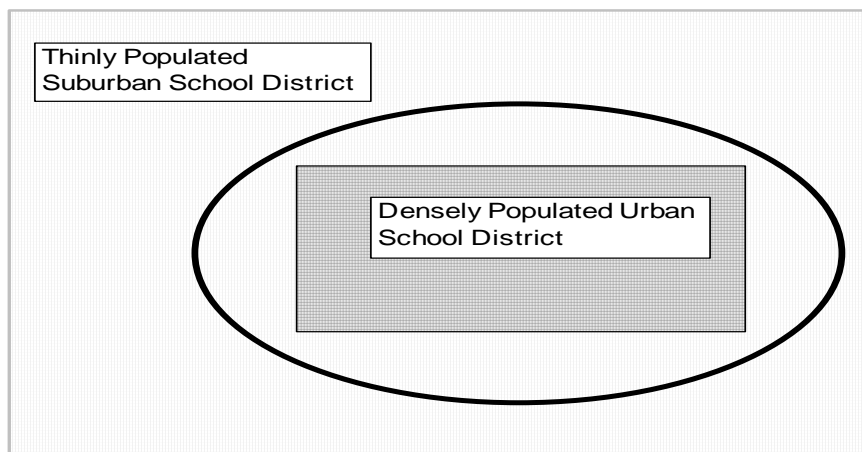 Thinly Populated
Suburban School District
Densely Populated Urban
School District